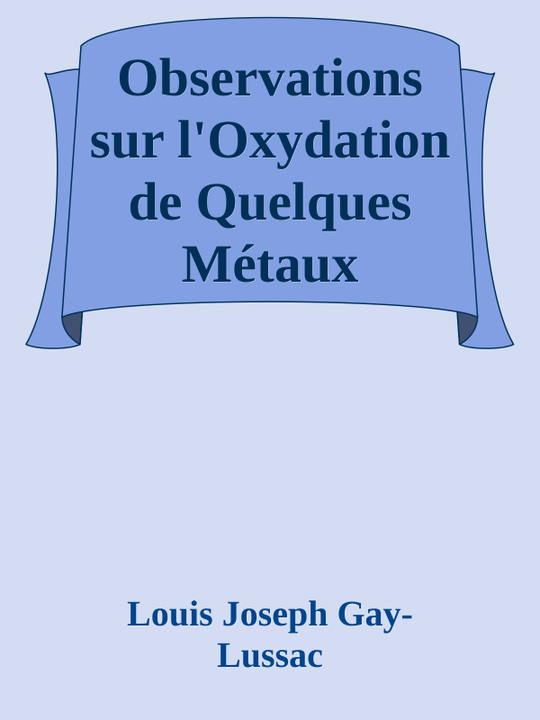 Observations
sur l'Oxydation
de Quelques
Métaux
Louis Joseph Gay-
Lussac